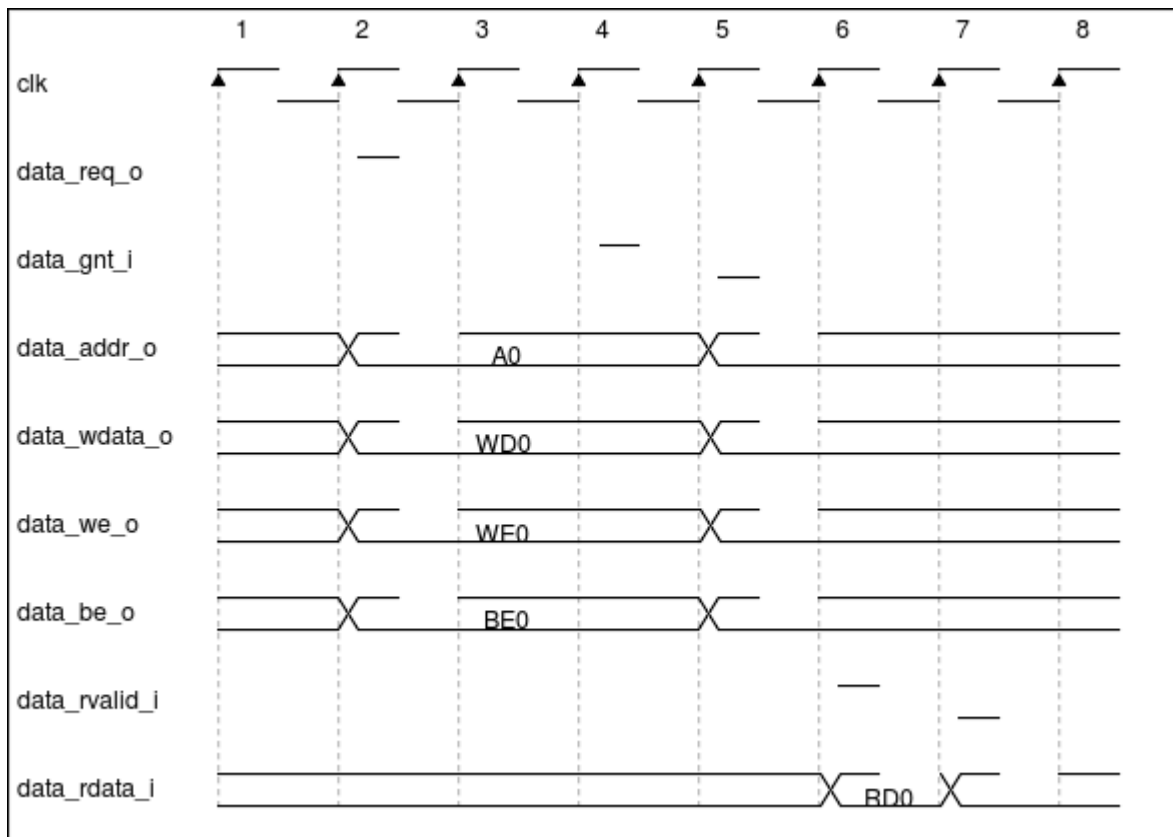 1 2 3 4 5 6 7 8
clk
data_req_o
data_gnt_i
data_addr_o A0
data_wdata_o WD0
data_we_o WE0
data_be_o BE0
data_rvalid_i
data_rdata_i RD0